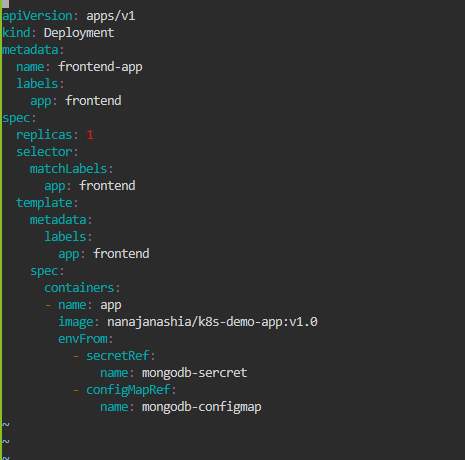 apiVersion: apps/v1
kind: Deployment
metadata:
  name: frontend-app
  labels:
    app: frontend
spec:
  replicas: 1
  selector:
    matchLabels:
      app: frontend
  template:
    metadata:
      labels:
        app: frontend
    spec:
      containers:
      - name: app
        image: nanajanashia/k8s-demo-app:v1.0
        envFrom:
          - secretRef:
              name: mongodb-sercret
          - configMapRef:
              name: mongodb-configmap
~
~
~